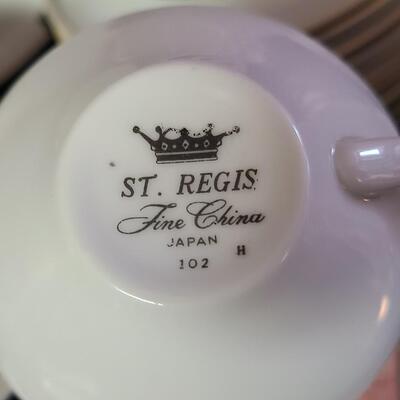 ST. REGIS
Fine China
JAPAN
102 H